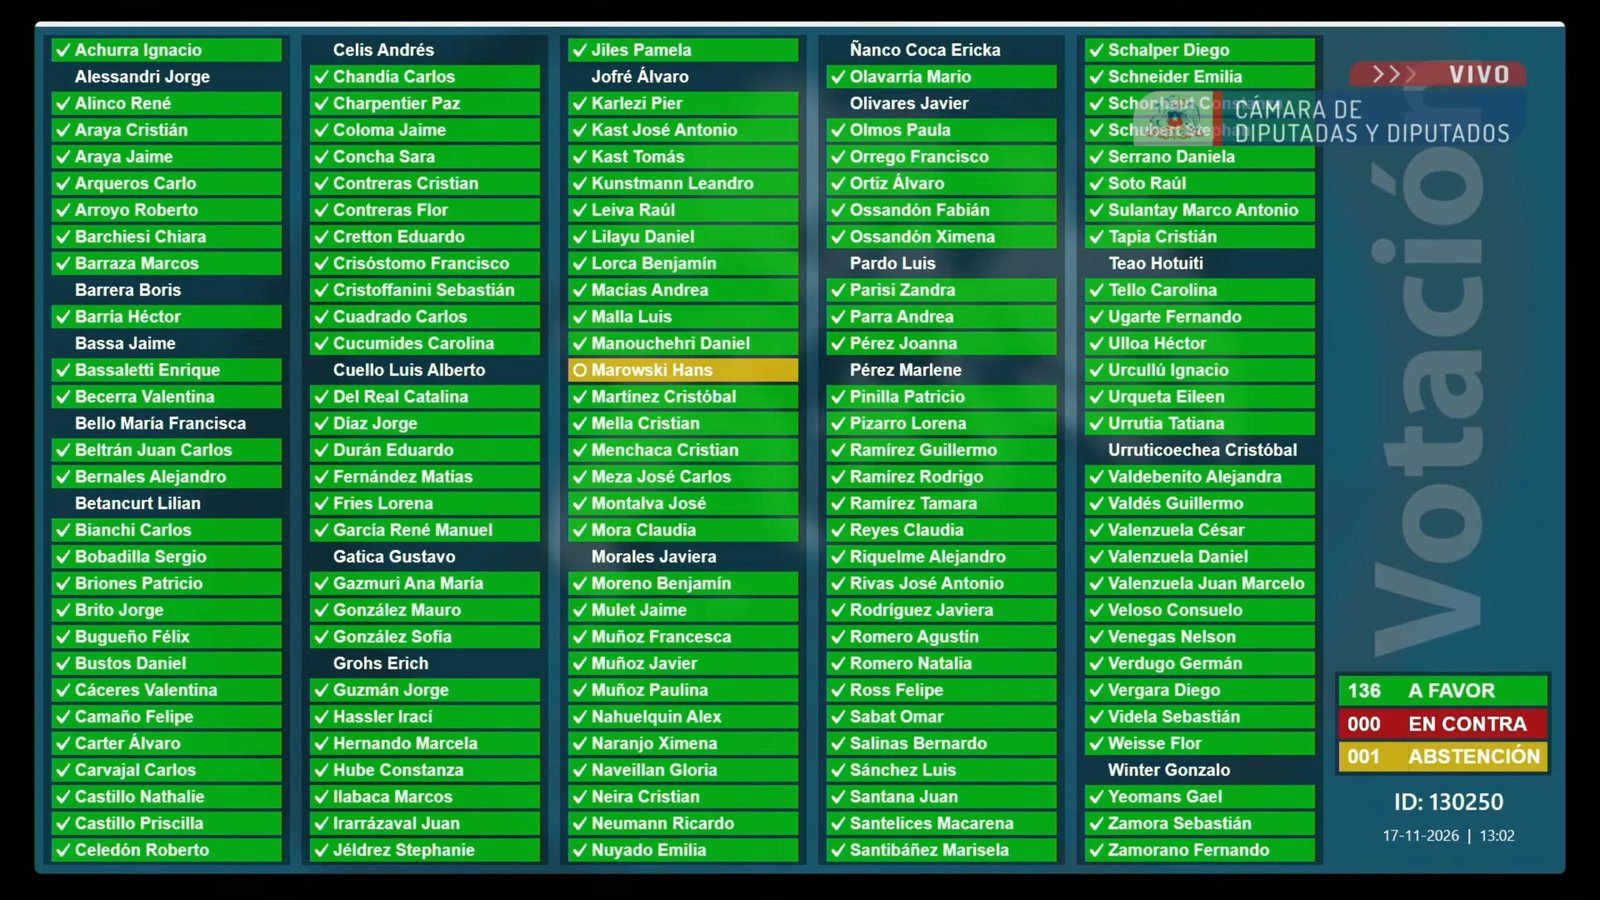 Achurra Ignacio
Alessandri Jorge
Alinco René
Araya Cristián
Araya Jaime
Arqueros Carlo
Arroyo Roberto
Barchiesi Chiara
Barraza Marcos
Barrera Boris
Barría Héctor
Bassa Jaime
Bassaletti Enrique
Becerra Valentina
Bello María Francisca
Beltrán Juan Carlos
Bernales Alejandro
Betancurt Lilian
Bianchi Carlos
Bobadilla Sergio
Briones Patricio
Brito Jorge
Bugueño Félix
Bustos Daniel
Cáceres Valentina
Camaño Felipe
Carter Álvaro
Carvajal Carlos
Castillo Nathalie
Castillo Priscilla
Celedón Roberto
Celis Andrés
Chandía Carlos
Charpentier Paz
Coloma Jaime
Concha Sara
Contreras Cristian
Contreras Flor
Cretton Eduardo
Crisóstomo Francisco
Cristoffanini Sebastián
Cuadrado Carlos
Cucumides Carolina
Cuello Luis Alberto
Del Real Catalina
Díaz Jorge
Durán Eduardo
Fernández Matías
Fries Lorena
García René Manuel
Gatica Gustavo
Gazmuri Ana María
González Mauro
González Sofía
Grohs Erich
Guzmán Jorge
Hassler Irací
Hernando Marcela
Hube Constanza
Ilabaca Marcos
Irarrázaval Juan
Jéldrez Stephanie
Jiles Pamela
Jofré Álvaro
Karlezi Pier
Kast José Antonio
Kast Tomás
Kunstmann Leandro
Leiva Raúl
Lilayu Daniel
Lorca Benjamín
Macías Andrea
Malla Luis
Manouchehri Daniel
Marowski Hans
Martínez Cristóbal
Mella Cristian
Menchaca Cristian
Meza José Carlos
Montalva José
Mora Claudia
Morales Javiera
Moreno Benjamín
Mulet Jaime
Muñoz Francesca
Muñoz Javier
Muñoz Paulina
Nahuelquin Alex
Naranjo Ximena
Naveillan Gloria
Neira Cristian
Neumann Ricardo
Nuyado Emilia
Ñanco Coca Ericka
Olavarría Mario
Olivares Javier
Olmos Paula
Orrego Francisco
Ortiz Álvaro
Ossandón Fabián
Ossandón Ximena
Pardo Luis
Parisi Zandra
Parra Andrea
Pérez Joanna
Pérez Marlene
Pinilla Patricio
Pizarro Lorena
Ramírez Guillermo
Ramírez Rodrigo
Ramírez Tamara
Reyes Claudia
Riquelme Alejandro
Rivas José Antonio
Rodríguez Javiera
Romero Agustín
Romero Natalia
Ross Felipe
Sabat Omar
Salinas Bernardo
Sánchez Luis
Santana Juan
Santelices Macarena
Santibáñez Marisela
Schalper Diego
Schneider Emilia
Schubert Stephan
Serrano Daniela
Soto Raúl
Sulantay Marco Antonio
Tapia Cristián
Teao Hotuiti
Tello Carolina
Ugarte Fernando
Ulloa Héctor
Urcullú Ignacio
Urqueta Eileen
Urrutia Tatiana
Urruticoechea Cristóbal
Valdebenito Alejandra
Valdés Guillermo
Valenzuela César
Valenzuela Daniel
Valenzuela Juan Marcelo
Veloso Consuelo
Venegas Nelson
Verdugo Germán
Vergara Diego
Videla Sebastián
Weisse Flor
Winter Gonzalo
Yeomans Gael
Zamora Sebastián
Zamorano Fernando
>>> VIVO
CÁMARA DE
DIPUTADAS Y DIPUTADOS
Votación
136 A FAVOR
000 EN CONTRA
001 ABSTENCIÓN
ID: 130250
17-11-2026 | 13:02